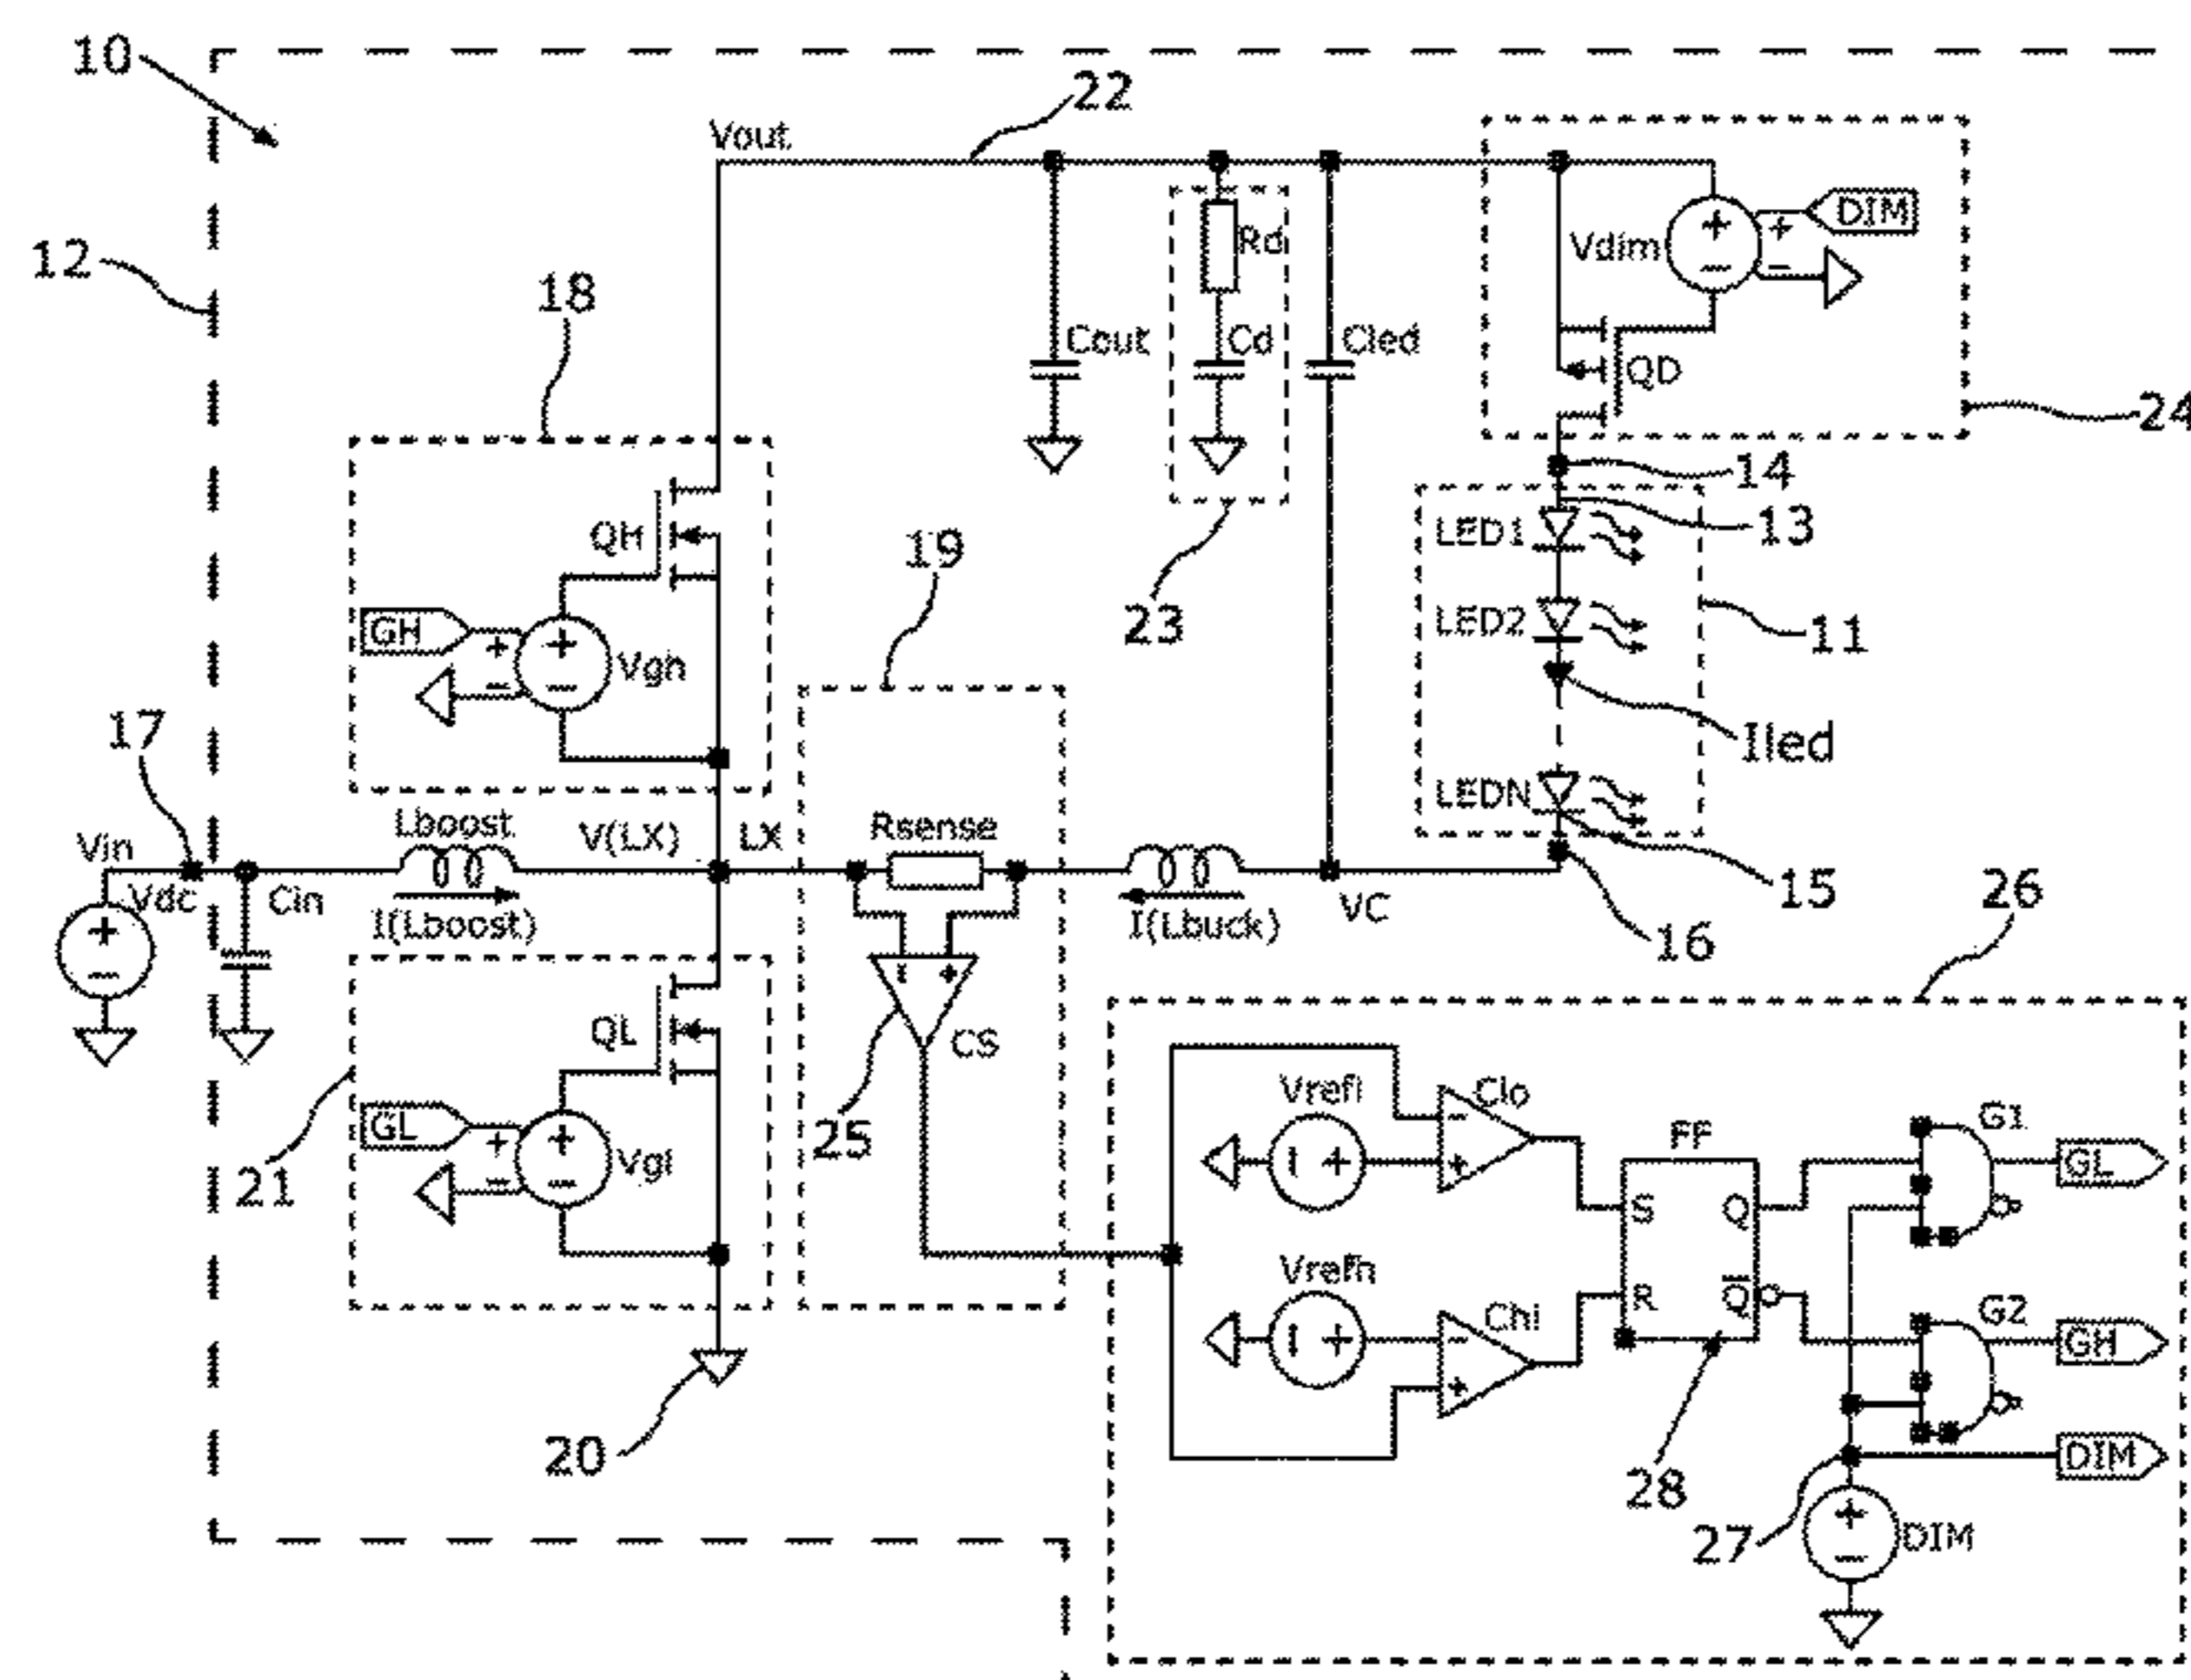 10
22
Vout
12
18
Rd
Vdim
DIM
Cout
Cd
Cled
QD
24
14
13
LED1
QH
19
23
LED2
11
GH
Vgh
Iled
17
LEDN
Lboost
V(LX)
LX
Rsense
Vin
Vdc
Cin
I(Lboost)
I(Lbuck)
VC
15
16
26
QL
CS
25
GL
Vgl
21
20
Vrefl
Clo
FF
G1
GL
S
Q
Vrefh
Chi
R
Q
G2
GH
28
DIM
27
DIM